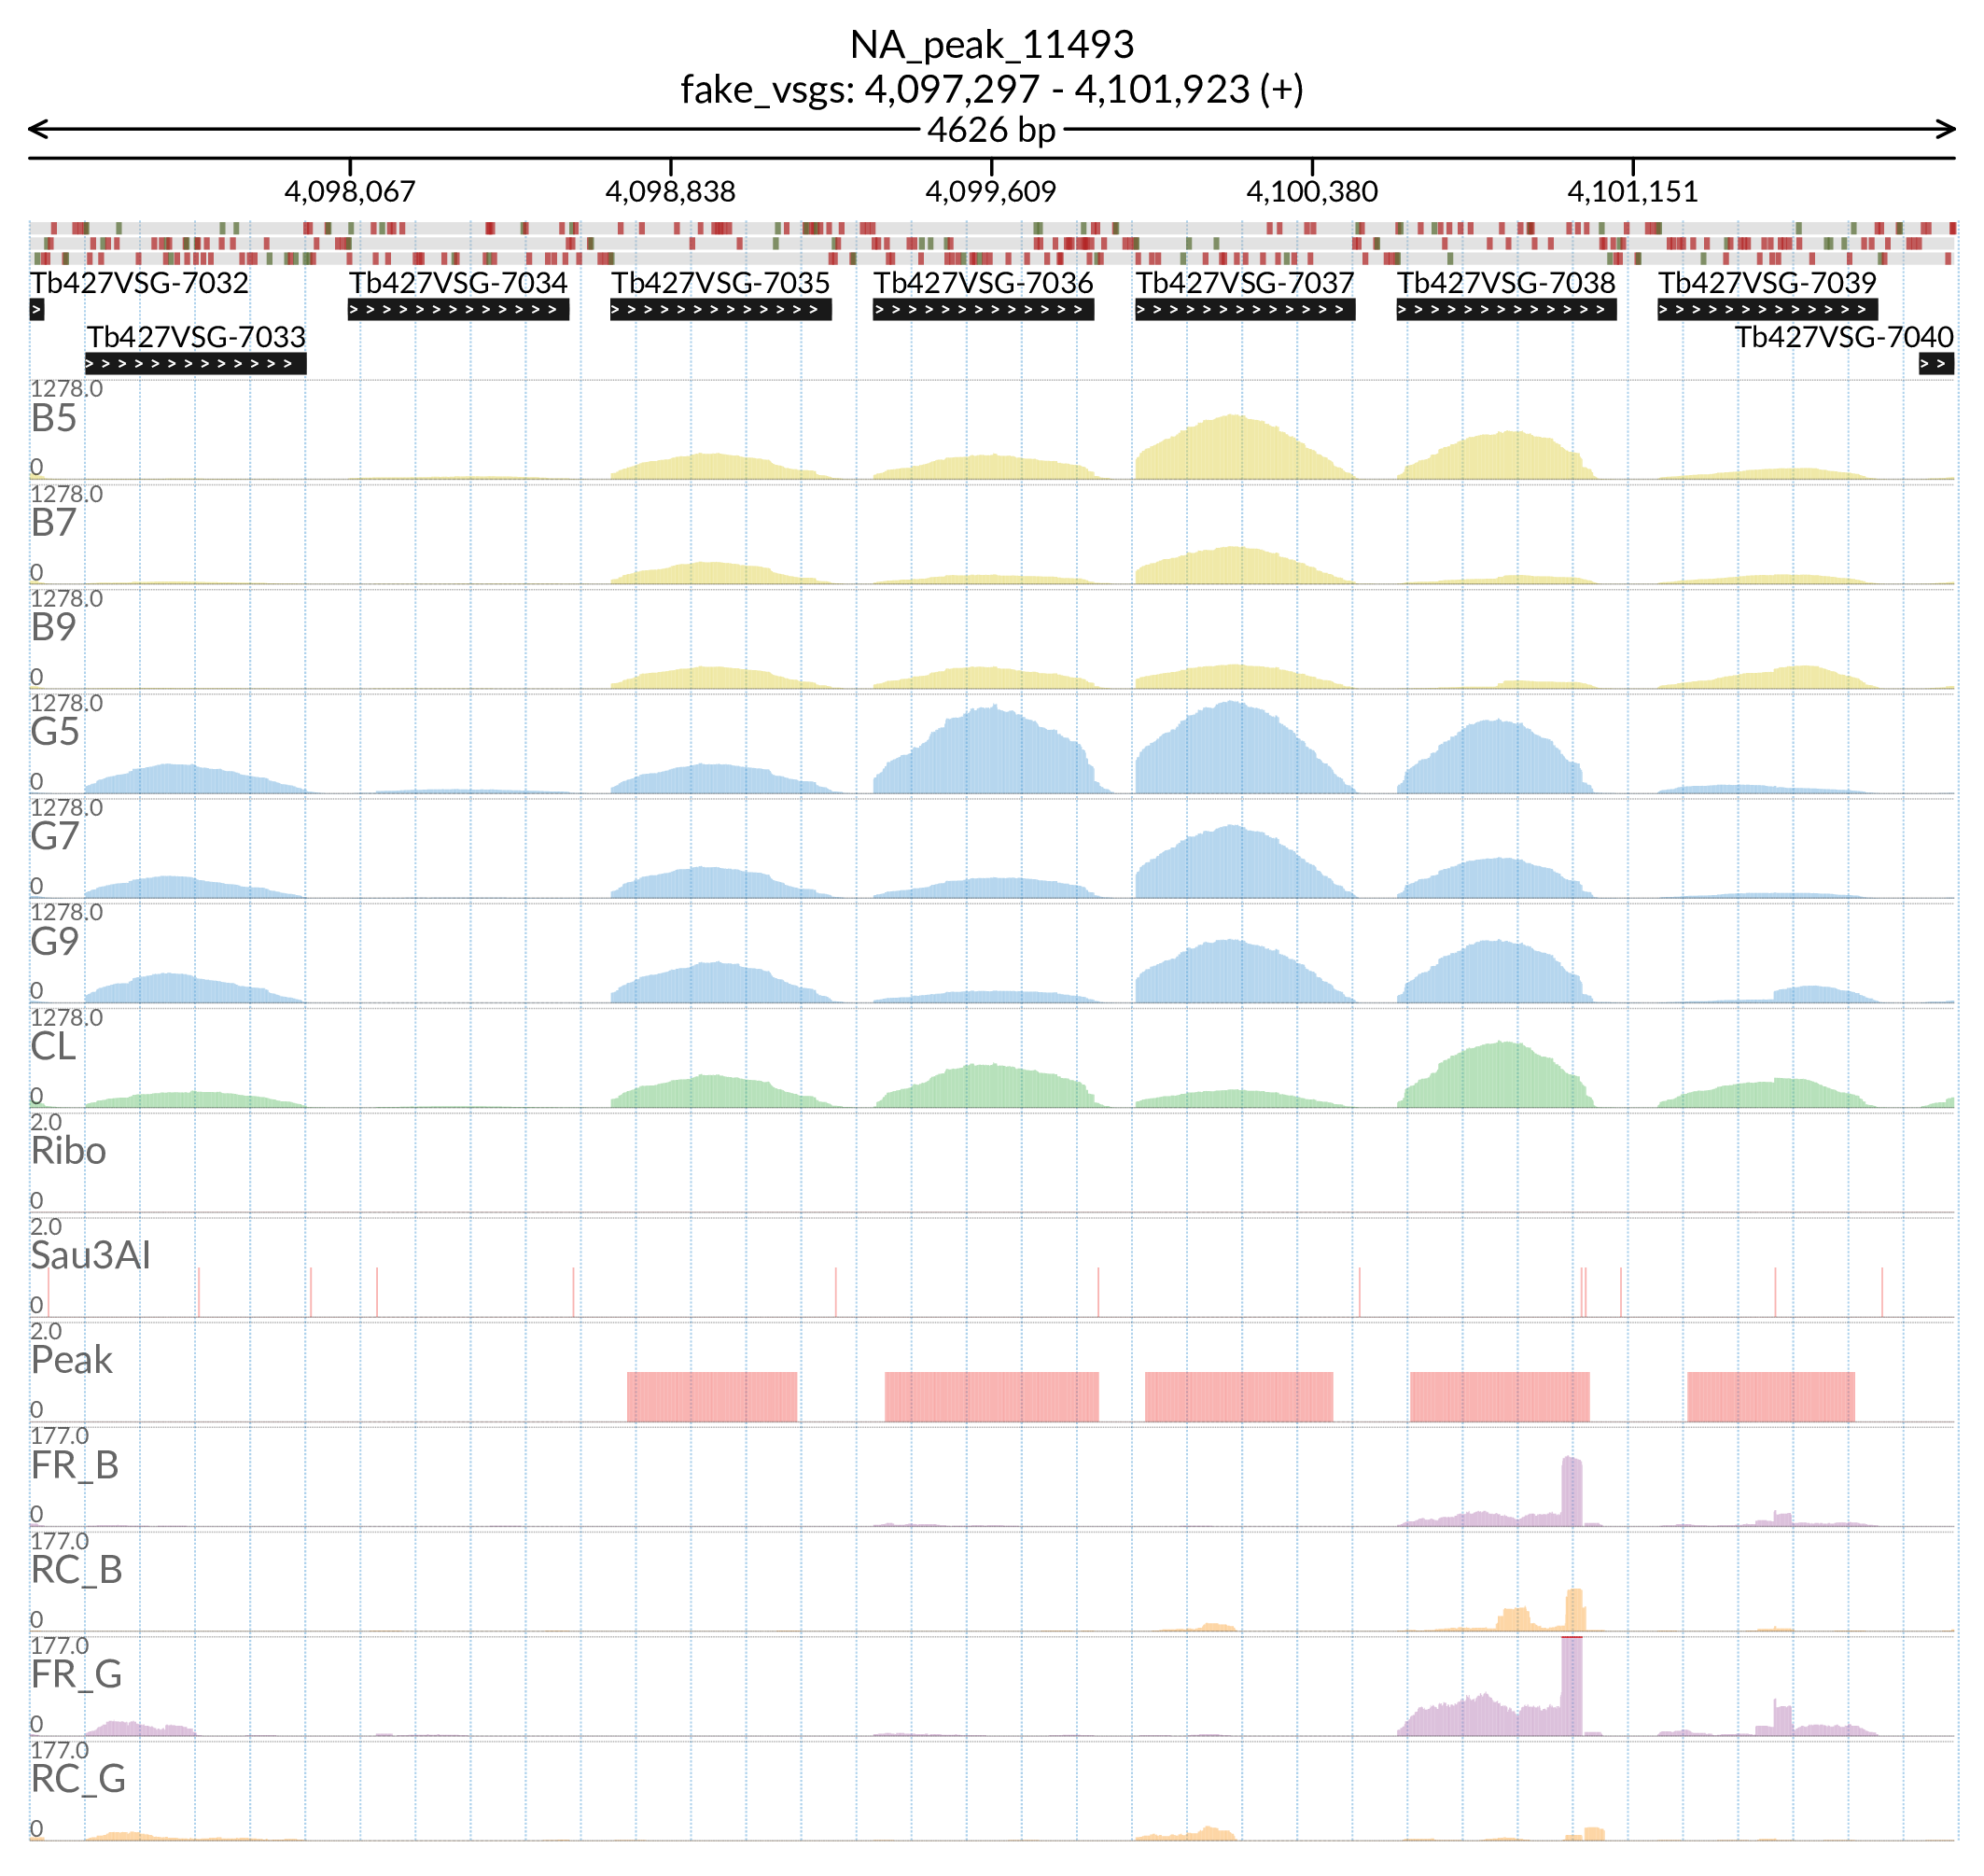 NA_peak_11493
fake_vsgs: 4,097,297 - 4,101,923 (+)
4626 bp
4,098,067 4,098,838 4,099,609 4,100,380 4,101,151
Tb427VSG-7032 Tb427VSG-7034 Tb427VSG-7035 Tb427VSG-7036 Tb427VSG-7037 Tb427VSG-7038 Tb427VSG-7039
Tb427VSG-7033 Tb427VSG-7040
1278.0
B5
0
1278.0
B7
0
1278.0
B9
0
1278.0
G5
0
1278.0
G7
0
1278.0
G9
0
1278.0
CL
0
2.0
Ribo
0
2.0
Sau3AI
0
2.0
Peak
0
177.0
FR_B
0
177.0
RC_B
0
177.0
FR_G
0
177.0
RC_G
0